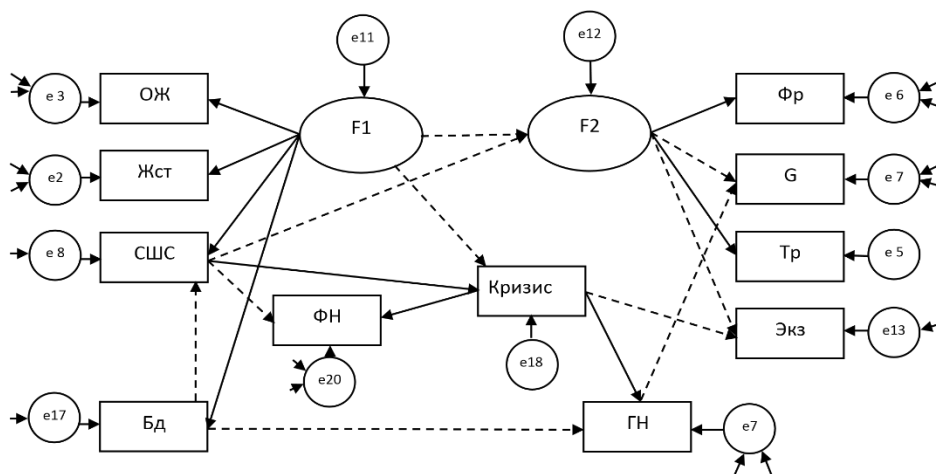 e11
e12
e 3
ОЖ
F1
F2
Фр
e 6
e2
Жст
G
e 7
e 8
СШС
Тр
e 5
Кризис
ФН
Экз
e13
e18
e20
e17
Бд
ГН
e7